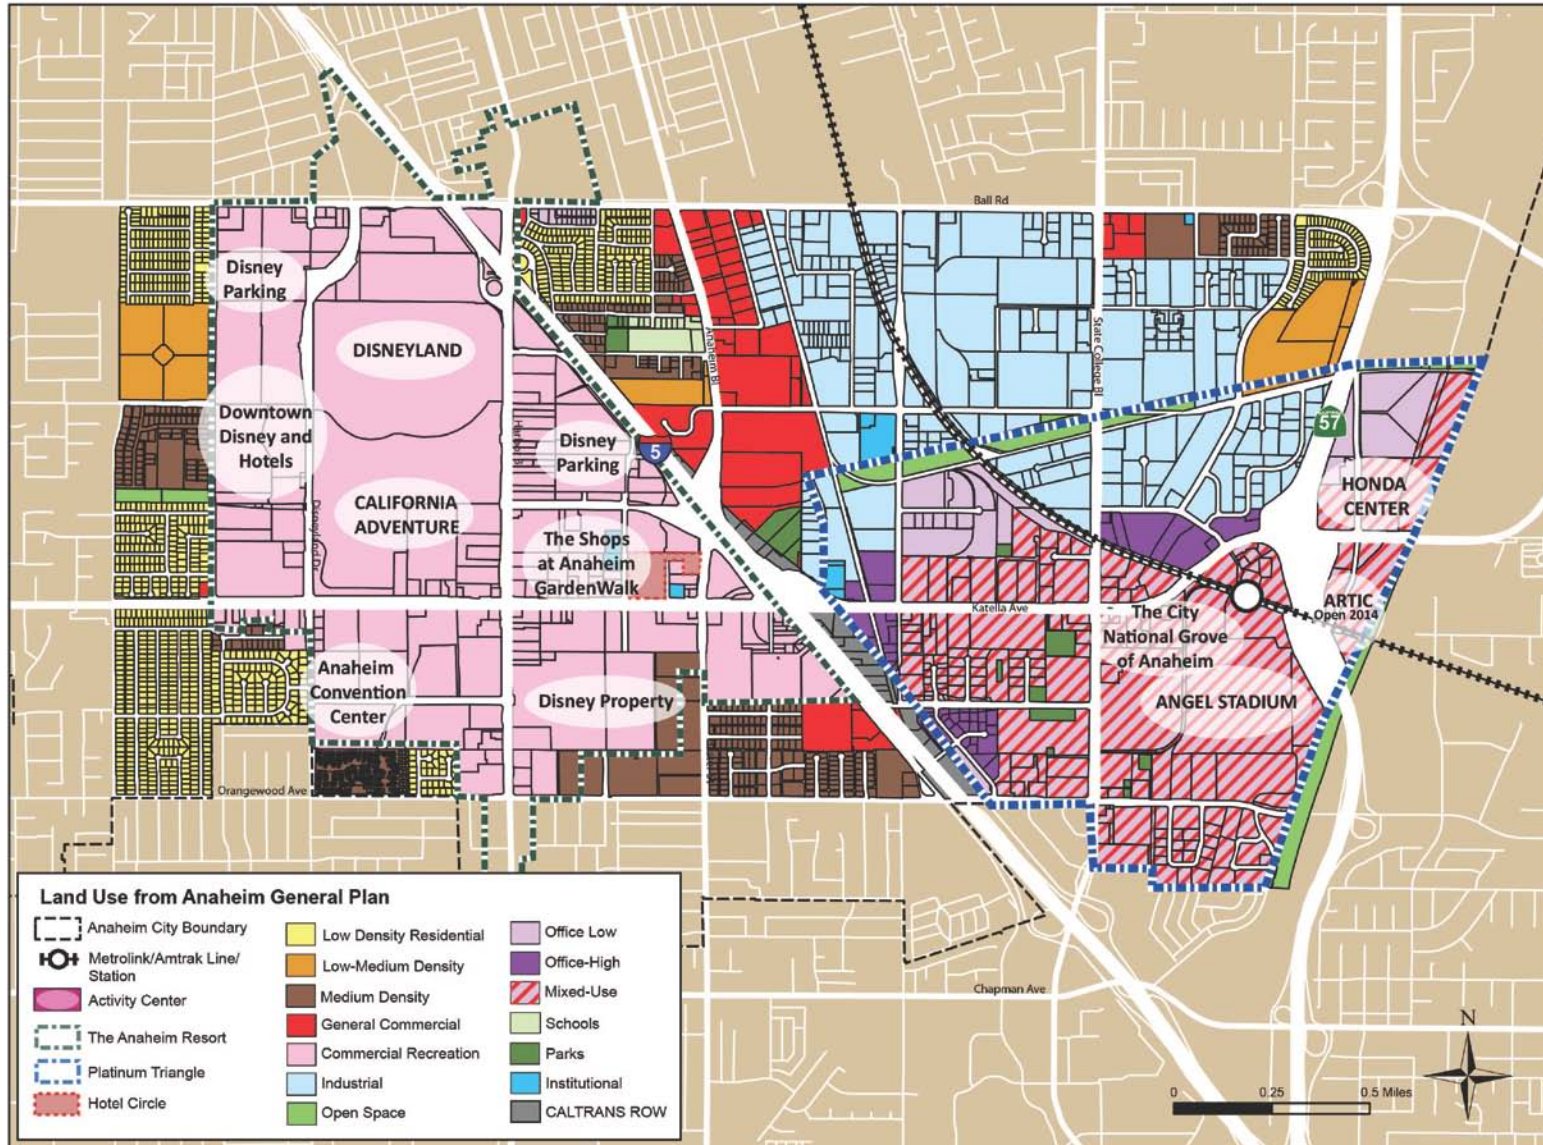 Ball Rd
Disney
Parking
DISNEYLAND
Anaheim Bl
State College Bl
57
Downtown
Disney and
Hotels
Disney
Parking
5
HONDA
CENTER
CALIFORNIA
ADVENTURE
Disneyland Dr
The Shops
at Anaheim
GardenWalk
Katella Ave
ARTIC
Open 2014
The City
National Grove
of Anaheim
Anaheim
Convention
Center
Disney Property
ANGEL STADIUM
Orangewood Ave
Chapman Ave
Land Use from Anaheim General Plan
Anaheim City Boundary
Metrolink/Amtrak Line/
Station
Activity Center
The Anaheim Resort
Platinum Triangle
Hotel Circle
Low Density Residential
Low-Medium Density
Medium Density
General Commercial
Commercial Recreation
Industrial
Open Space
Office Low
Office-High
Mixed-Use
Schools
Parks
Institutional
CALTRANS ROW
N
0 0.25 0.5 Miles